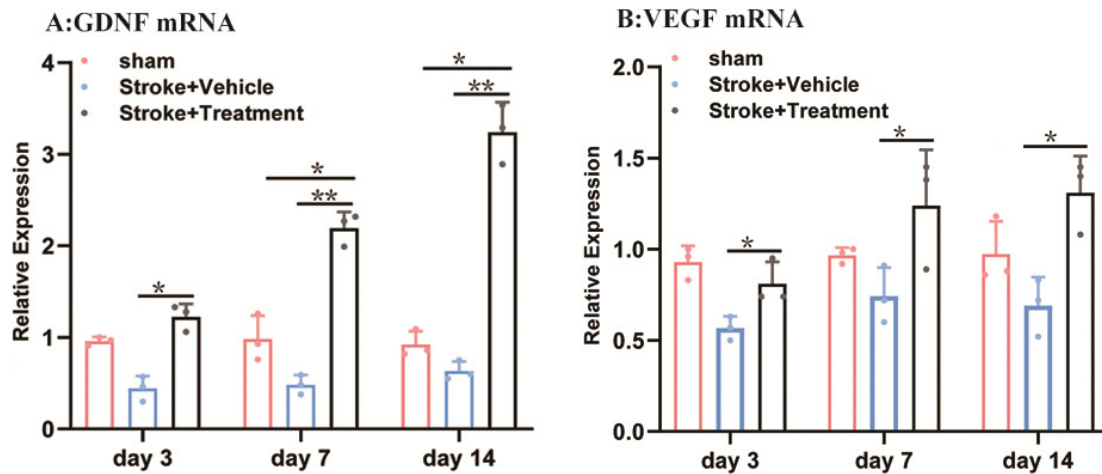 A:GDNF mRNA
sham
Stroke+Vehicle
Stroke+Treatment
Relative Expression
4
3
2
1
0
*
*
**
*
**
day 3
day 7
day 14
B:VEGF mRNA
sham
Stroke+Vehicle
Stroke+Treatment
Relative Expression
2.0
1.5
1.0
0.5
0.0
*
*
*
day 3
day 7
day 14